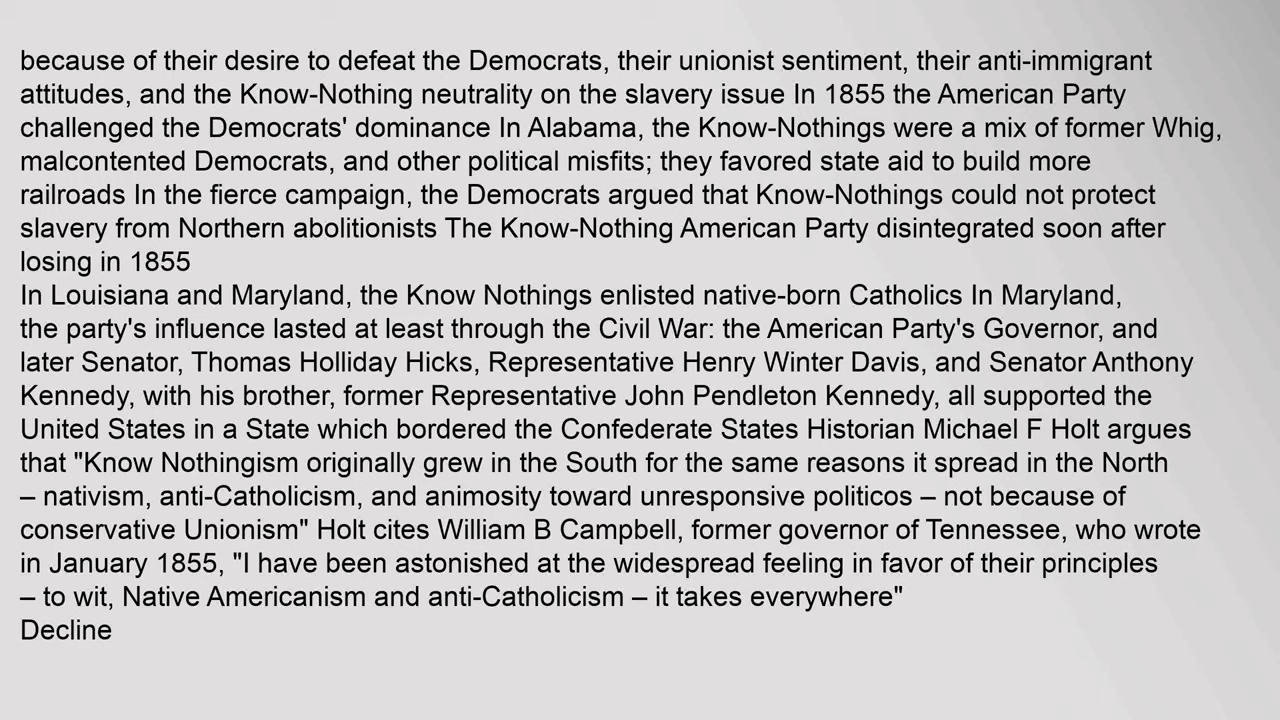 because of their desire to defeat the Democrats, their unionist sentiment, their anti-immigrant
attitudes, and the Know-Nothing neutrality on the slavery issue In 1855 the American Party
challenged the Democrats' dominance In Alabama, the Know-Nothings were a mix of former Whig,
malcontented Democrats, and other political misfits; they favored state aid to build more
railroads In the fierce campaign, the Democrats argued that Know-Nothings could not protect
slavery from Northern abolitionists The Know-Nothing American Party disintegrated soon after
losing in 1855
In Louisiana and Maryland, the Know Nothings enlisted native-born Catholics In Maryland,
the party's influence lasted at least through the Civil War: the American Party's Governor, and
later Senator, Thomas Holliday Hicks, Representative Henry Winter Davis, and Senator Anthony
Kennedy, with his brother, former Representative John Pendleton Kennedy, all supported the
United States in a State which bordered the Confederate States Historian Michael F Holt argues
that "Know Nothingism originally grew in the South for the same reasons it spread in the North
– nativism, anti-Catholicism, and animosity toward unresponsive politicos – not because of
conservative Unionism" Holt cites William B Campbell, former governor of Tennessee, who wrote
in January 1855, "I have been astonished at the widespread feeling in favor of their principles
– to wit, Native Americanism and anti-Catholicism – it takes everywhere"
Decline